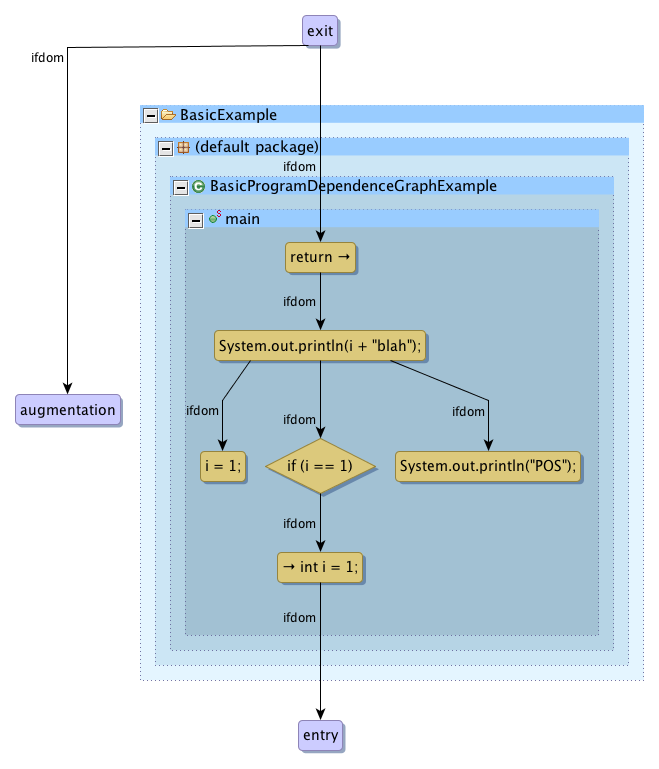 exit
ifdom
BasicExample
(default package)
ifdom
BasicProgramDependenceGraphExample
main
return →
ifdom
System.out.println(i + "blah");
augmentation
ifdom
ifdom
ifdom
i = 1;
if (i == 1)
System.out.println("POS");
ifdom
→ int i = 1;
ifdom
entry